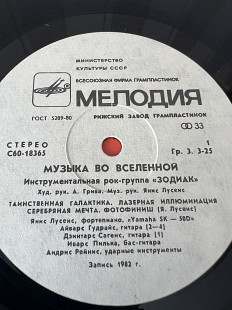 МИНИСТЕРСТВО
КУЛЬТУРЫ СССР
ВСЕСОЮЗНАЯ ФИРМА ГРАМПЛАСТИНОК
МЕЛОДИЯ
ГОСТ 5289-80 РИЖСКИЙ ЗАВОД ГРАМПЛАСТИНОК
СТЕРЕО 33
С60-18365 1
Гр. 3. 3-25
МУЗЫКА ВО ВСЕЛЕННОЙ
Инструментальная рок-группа «ЗОДИАК»
Худ. рук. А. Грива. Муз. рук. Янис Лусенс
ТАИНСТВЕННАЯ ГАЛАКТИКА, ЛАЗЕРНАЯ ИЛЛЮМИНАЦИЯ
СЕРЕБРЯНАЯ МЕЧТА, ФОТОФИНИШ (Я. Лусенс)
Янис Лусенс, фортепиано, «Yamaha SK — 50D»
Айварс Гудрайс, гитара [2—4]
Дзинтарс Сагенс, гитара [1]
Иварс Пилька, бас-гитара
Андрис Рейнис, ударные инструменты
Запись 1982 г.